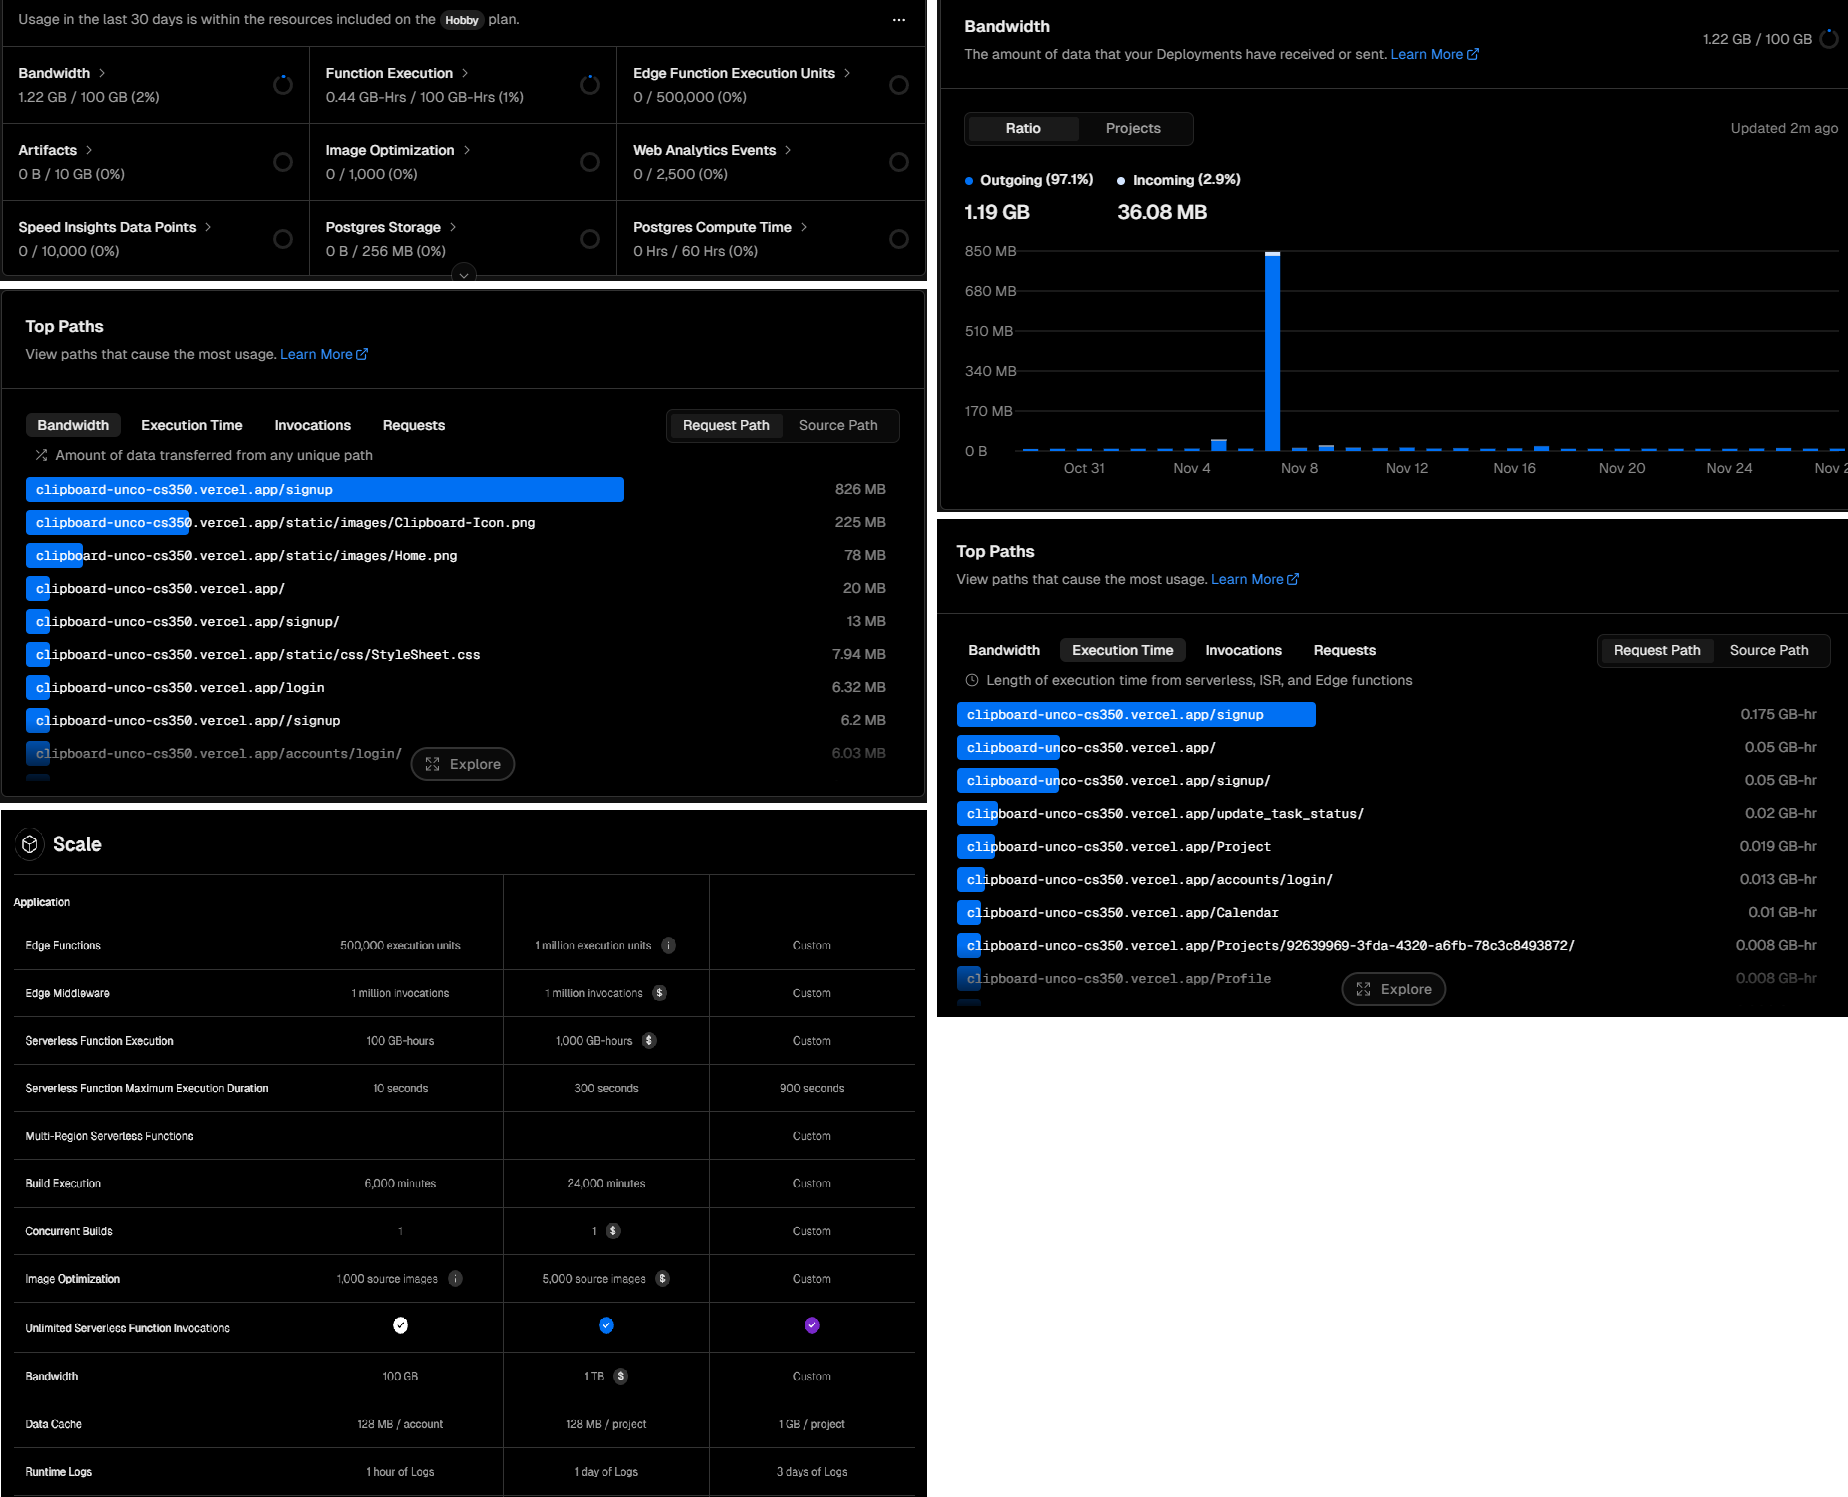 Usage in the last 30 days is within the resources included on the Hobby plan.
Bandwidth
1.22 GB / 100 GB (2%)
Function Execution
0.44 GB-Hrs / 100 GB-Hrs (1%)
Edge Function Execution Units
0 / 500,000 (0%)
Artifacts
0 B / 10 GB (0%)
Image Optimization
0 / 1,000 (0%)
Web Analytics Events
0 / 2,500 (0%)
Speed Insights Data Points
0 / 10,000 (0%)
Postgres Storage
0 B / 256 MB (0%)
Postgres Compute Time
0 Hrs / 60 Hrs (0%)
Top Paths
View paths that cause the most usage. Learn More
Bandwidth Execution Time Invocations Requests Request Path Source Path
Amount of data transferred from any unique path
clipboard-unco-cs350.vercel.app/signup 826 MB
clipboard-unco-cs350.vercel.app/static/images/Clipboard-Icon.png 225 MB
clipboard-unco-cs350.vercel.app/static/images/Home.png 78 MB
clipboard-unco-cs350.vercel.app/ 20 MB
clipboard-unco-cs350.vercel.app/signup/ 13 MB
clipboard-unco-cs350.vercel.app/static/css/StyleSheet.css 7.94 MB
clipboard-unco-cs350.vercel.app/login 6.32 MB
clipboard-unco-cs350.vercel.app//signup 6.2 MB
clipboard-unco-cs350.vercel.app/accounts/login/ 6.03 MB
Explore
Scale
Application
Edge Functions 500,000 execution units 1 million execution units i Custom
Edge Middleware 1 million invocations 1 million invocations $ Custom
Serverless Function Execution 100 GB-hours 1,000 GB-hours $ Custom
Serverless Function Maximum Execution Duration 10 seconds 300 seconds 900 seconds
Multi-Region Serverless Functions Custom
Build Execution 6,000 minutes 24,000 minutes Custom
Concurrent Builds 1 1 $ Custom
Image Optimization 1,000 source images i 5,000 source images $ Custom
Unlimited Serverless Function Invocations
Bandwidth 100 GB 1 TB $ Custom
Data Cache 128 MB / account 128 MB / project 1 GB / project
Runtime Logs 1 hour of Logs 1 day of Logs 3 days of Logs
Bandwidth
The amount of data that your Deployments have received or sent. Learn More
1.22 GB / 100 GB
Ratio Projects
Updated 2m ago
Outgoing (97.1%)
1.19 GB
Incoming (2.9%)
36.08 MB
850 MB
680 MB
510 MB
340 MB
170 MB
0 B
Oct 31 Nov 4 Nov 8 Nov 12 Nov 16 Nov 20 Nov 24 Nov 2
Top Paths
View paths that cause the most usage. Learn More
Bandwidth Execution Time Invocations Requests Request Path Source Path
Length of execution time from serverless, ISR, and Edge functions
clipboard-unco-cs350.vercel.app/signup 0.175 GB-hr
clipboard-unco-cs350.vercel.app/ 0.05 GB-hr
clipboard-unco-cs350.vercel.app/signup/ 0.05 GB-hr
clipboard-unco-cs350.vercel.app/update_task_status/ 0.02 GB-hr
clipboard-unco-cs350.vercel.app/Project 0.019 GB-hr
clipboard-unco-cs350.vercel.app/accounts/login/ 0.013 GB-hr
clipboard-unco-cs350.vercel.app/Calendar 0.01 GB-hr
clipboard-unco-cs350.vercel.app/Projects/92639969-3fda-4320-a6fb-78c3c8493872/ 0.008 GB-hr
clipboard-unco-cs350.vercel.app/Profile 0.008 GB-hr
Explore